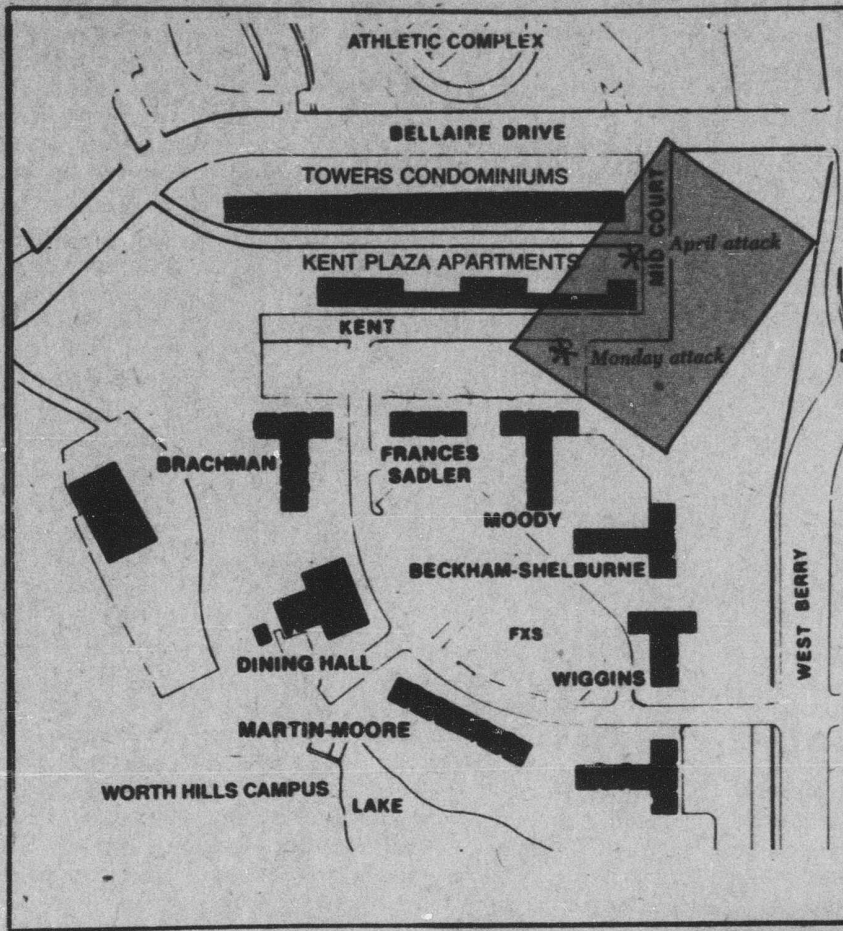 ATHLETIC COMPLEX
BELLAIRE DRIVE
TOWERS CONDOMINIUMS
MID COURT
April attack
KENT PLAZA APARTMENTS
KENT
Monday attack
BRACHMAN
FRANCES
SADLER
MOODY
BECKHAM-SHELBURNE
WEST BERRY
FXS
DINING HALL
WIGGINS
MARTIN-MOORE
WORTH HILLS CAMPUS
LAKE